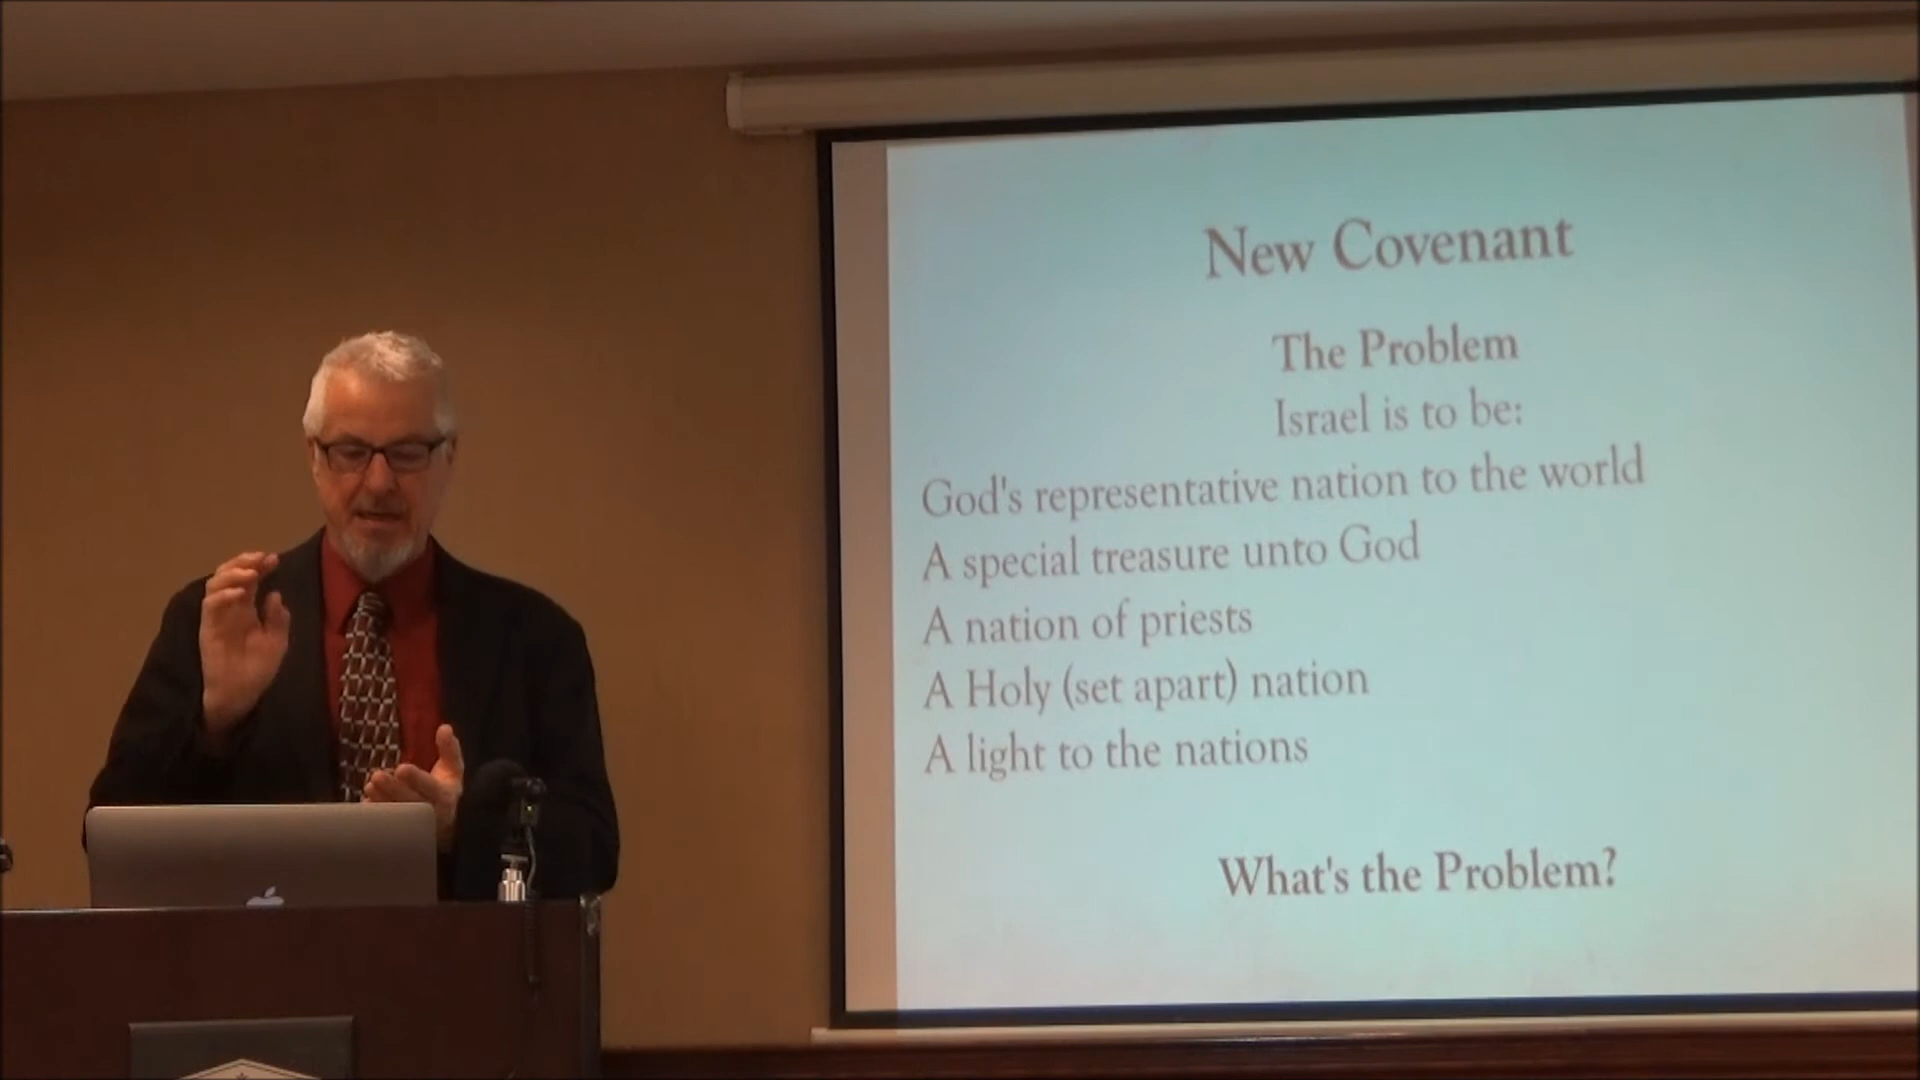 New Covenant
The Problem
Israel is to be:
God's representative nation to the world
A special treasure unto God
A nation of priests
A Holy (set apart) nation
A light to the nations
What's the Problem?